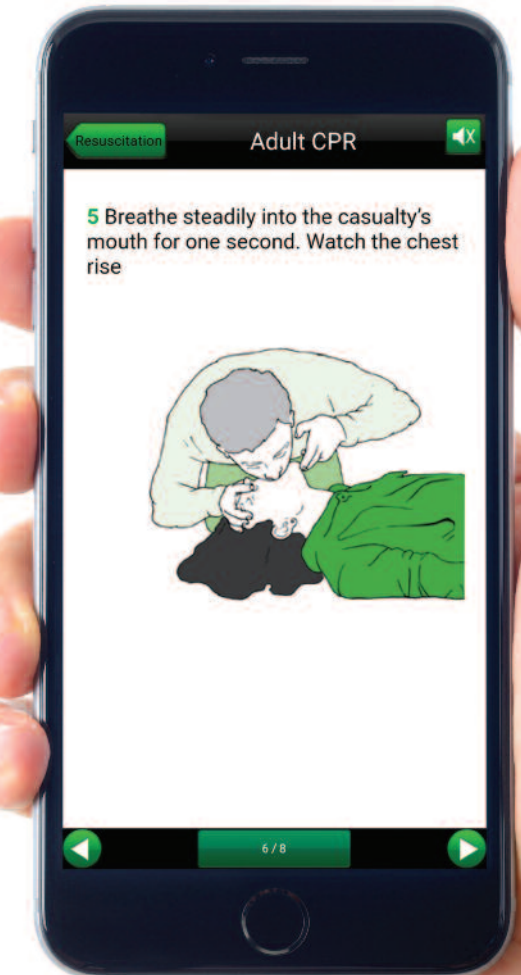 Resuscitation
Adult CPR
5 Breathe steadily into the casualty's
mouth for one second. Watch the chest
rise
6 / 8